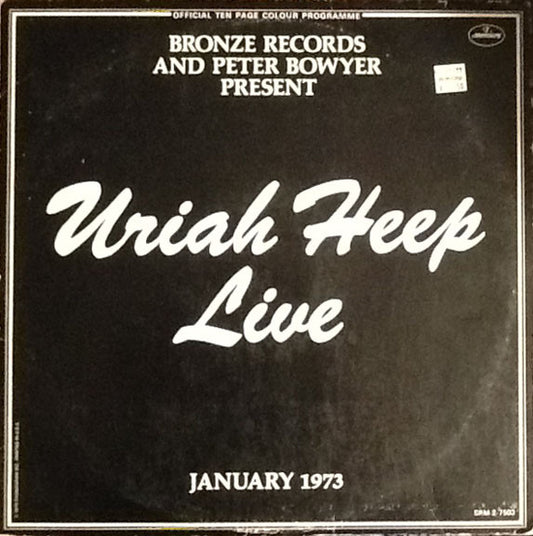 OFFICIAL TEN PAGE COLOUR PROGRAMME
BRONZE RECORDS
AND PETER BOWYER
PRESENT
Uriah Heep
Live
JANUARY 1973
SRM 2 7503